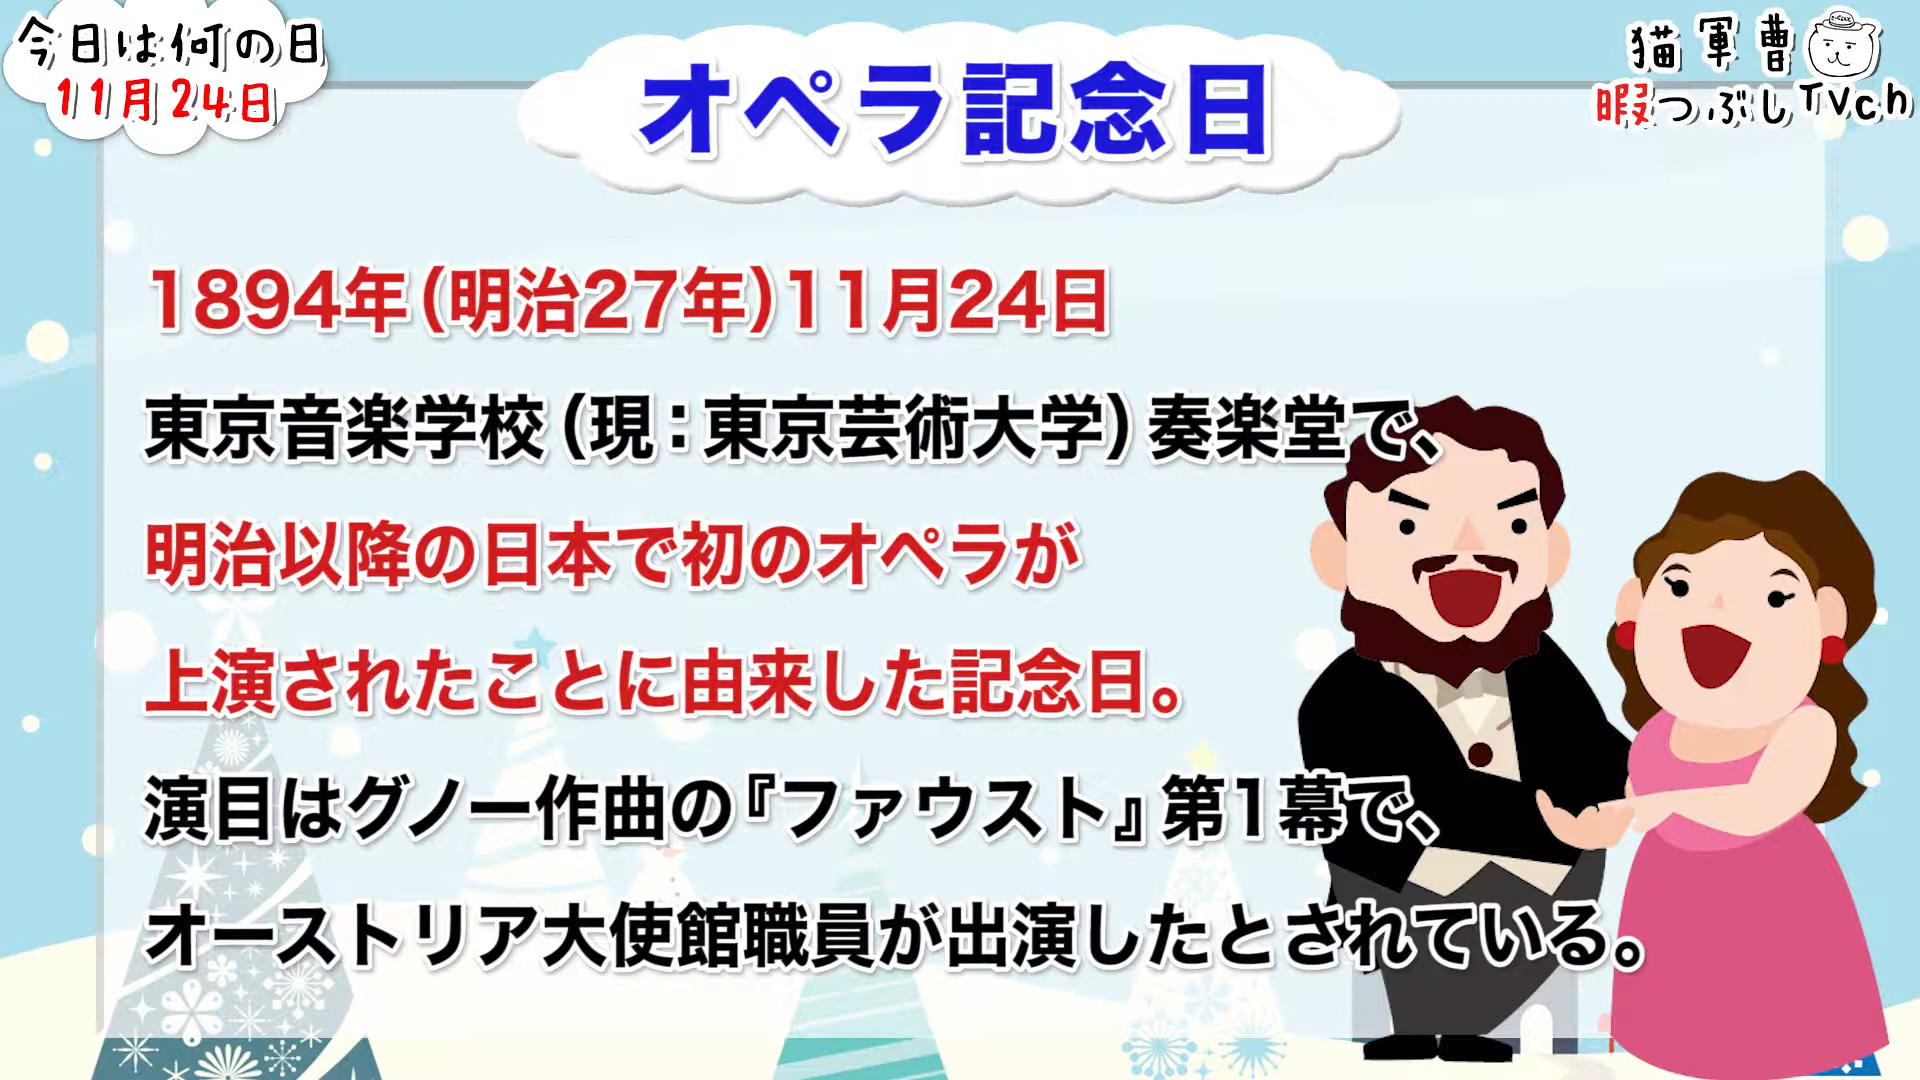 今日は何の日
11月24日
オペラ記念日
猫軍曹
暇つぶしTVch
1894年(明治27年)11月24日
東京音楽学校(現:東京芸術大学)奏楽堂で、
明治以降の日本で初のオペラが
上演されたことに由来した記念日。
演目はグノー作曲の『ファウスト』第1幕で、
オーストリア大使館職員が出演したとされている。